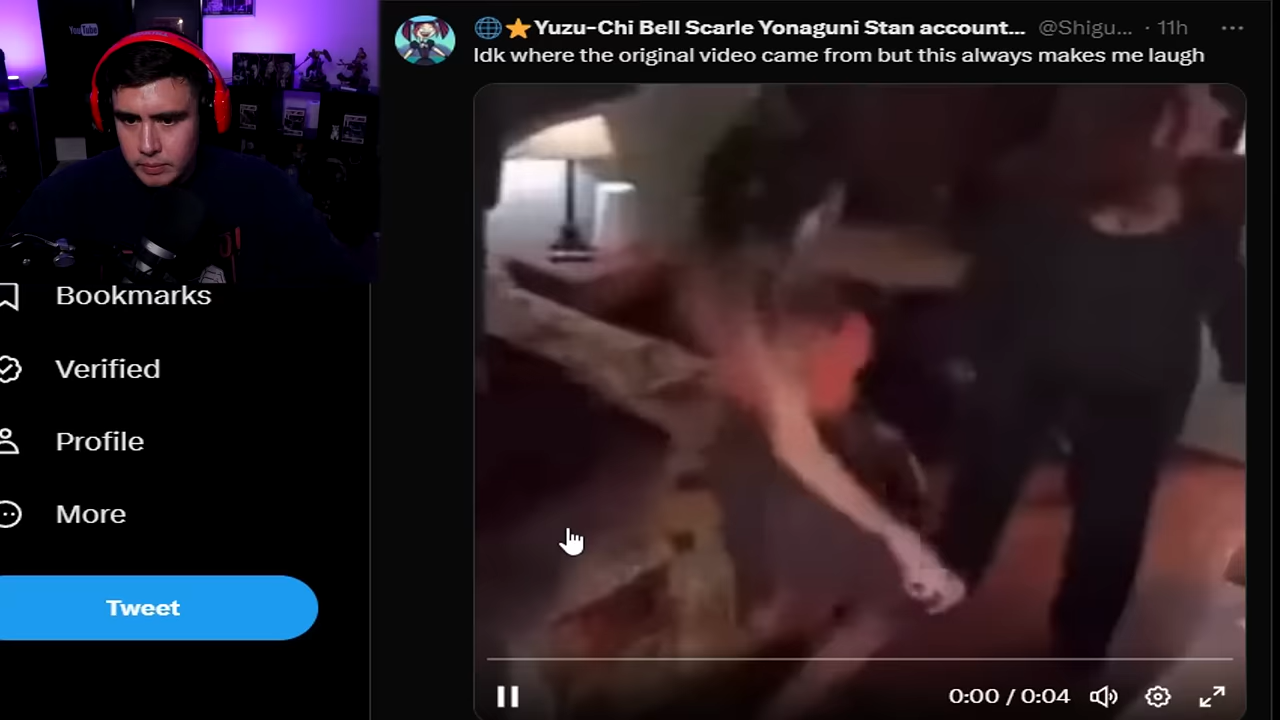 YouTube
Yuzu-Chi Bell Scarle Yonaguni Stan account... @Shigu... · 11h
Idk where the original video came from but this always makes me laugh
Bookmarks
Verified
Profile
More
Tweet
0:00 / 0:04